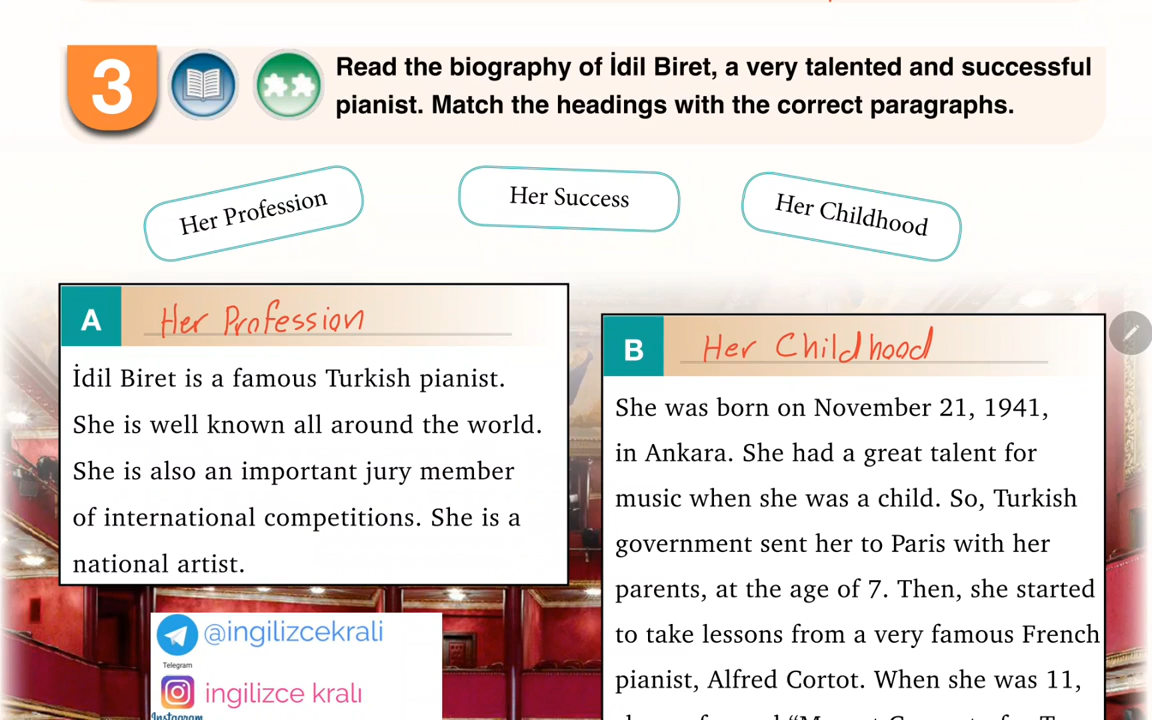 3
Read the biography of İdil Biret, a very talented and successful
pianist. Match the headings with the correct paragraphs.
Her Profession
Her Success
Her Childhood
A
Her Profession
İdil Biret is a famous Turkish pianist.
She is well known all around the world.
She is also an important jury member
of international competitions. She is a
national artist.
B
Her Childhood
She was born on November 21, 1941,
in Ankara. She had a great talent for
music when she was a child. So, Turkish
government sent her to Paris with her
parents, at the age of 7. Then, she started
to take lessons from a very famous French
pianist, Alfred Cortot. When she was 11,
@ingilizcekrali
Telegram
ingilizce kralı
Instagram